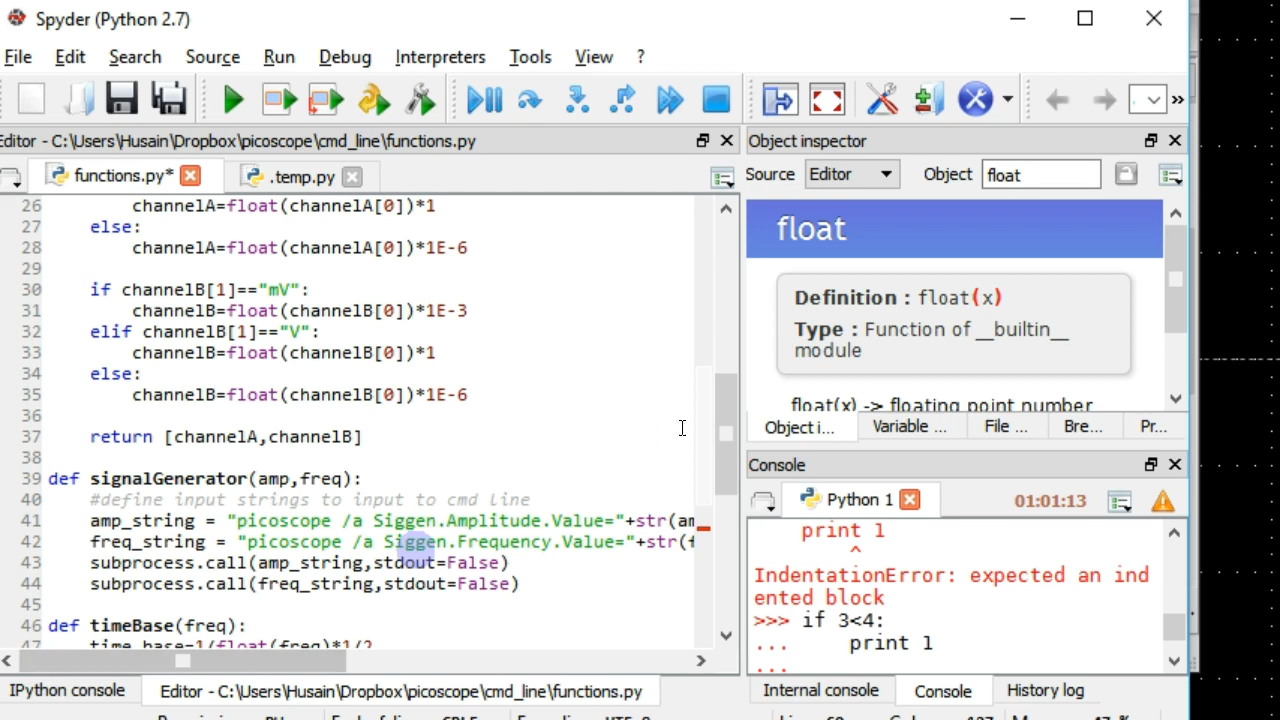 Spyder (Python 2.7)
File Edit Search Source Run Debug Interpreters Tools View ?
Editor - C:\Users\Husain\Dropbox\picoscope\cmd_line\functions.py
functions.py* .temp.py
26 channelA=float(channelA[0])*1
27 else:
28 channelA=float(channelA[0])*1E-6
29
30 if channelB[1]=="mV":
31 channelB=float(channelB[0])*1E-3
32 elif channelB[1]=="V":
33 channelB=float(channelB[0])*1
34 else:
35 channelB=float(channelB[0])*1E-6
36
37 return [channelA,channelB]
38
39 def signalGenerator(amp,freq):
40 #define input strings to input to cmd line
41 amp_string = "picoscope /a Siggen.Amplitude.Value="+str(am
42 freq_string = "picoscope /a Siggen.Frequency.Value="+str(f
43 subprocess.call(amp_string,stdout=False)
44 subprocess.call(freq_string,stdout=False)
45
46 def timeBase(freq):
47 time_base=1/float(freq)*1/2
Object inspector
Source Editor Object float
float
Definition : float(x)
Type : Function of __builtin__
module
float(x) -> floating point number
Object i... Variable ... File ... Bre... Pr...
Console
Python 1 01:01:13
print 1
^
IndentationError: expected an ind
ented block
>>> if 3<4:
... print 1
...
IPython console Editor - C:\Users\Husain\Dropbox\picoscope\cmd_line\functions.py
Internal console Console History log